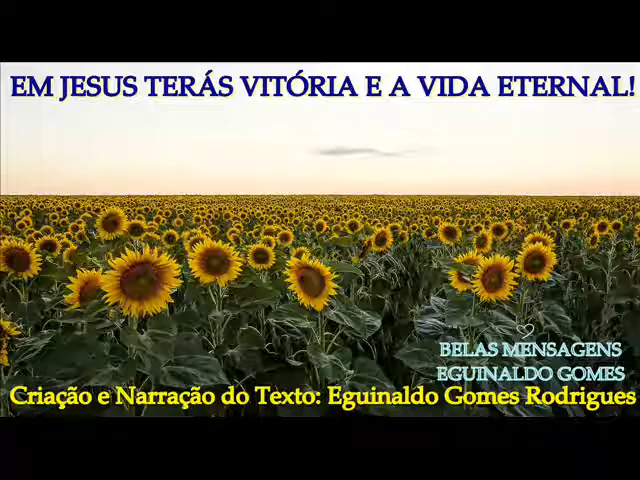 EM JESUS TERÁS VITÓRIA E A VIDA ETERNAL!
BELAS MENSAGENS
EGUINALDO GOMES
Criação e Narração do Texto: Eguinaldo Gomes Rodrigues